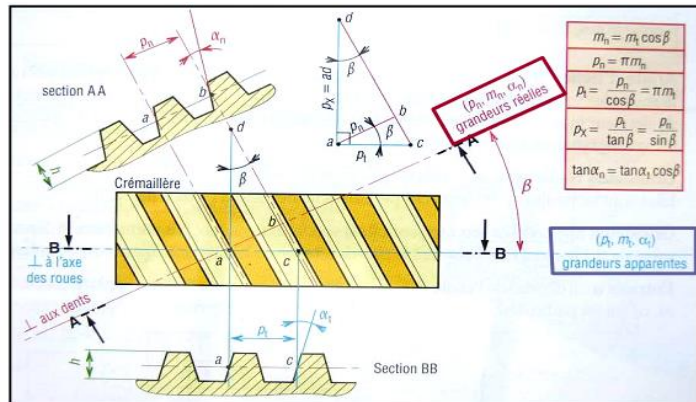 pₙ
αₙ
section AA
a
b
h
d
β
d
β
pₓ = ad
pₙ
b
β
a
pₜ
c
(pₙ, mₙ, αₙ)
grandeurs réelles
A
β
mₙ = mₜ cosβ
pₙ = πmₙ
pₜ = pₙ/cosβ = πmₜ
pₓ = pₜ/tanβ = pₙ/sinβ
tanαₙ = tanαₜ cosβ
Crémaillère
b
B
a
c
B
(pₜ, mₜ, αₜ)
grandeurs apparentes
⊥ à l'axe
des roues
⊥ aux dents
A
pₜ
αₜ
h
a
c
Section BB